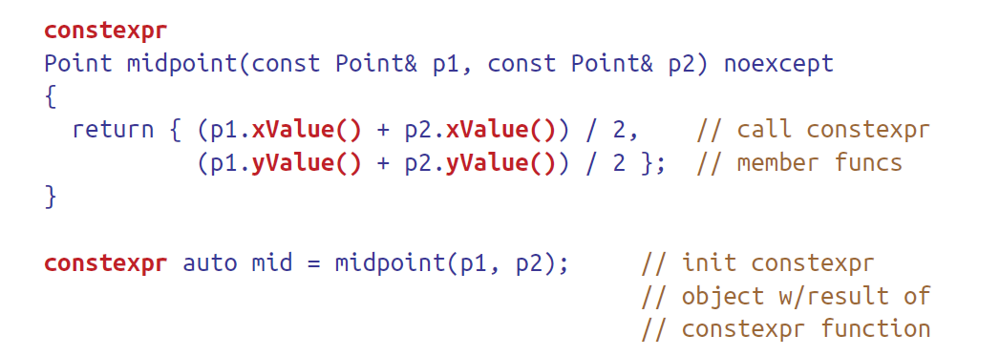 constexpr
Point midpoint(const Point& p1, const Point& p2) noexcept
{
  return { (p1.xValue() + p2.xValue()) / 2,    // call constexpr
           (p1.yValue() + p2.yValue()) / 2 };  // member funcs
}

constexpr auto mid = midpoint(p1, p2);     // init constexpr
                                           // object w/result of
                                           // constexpr function